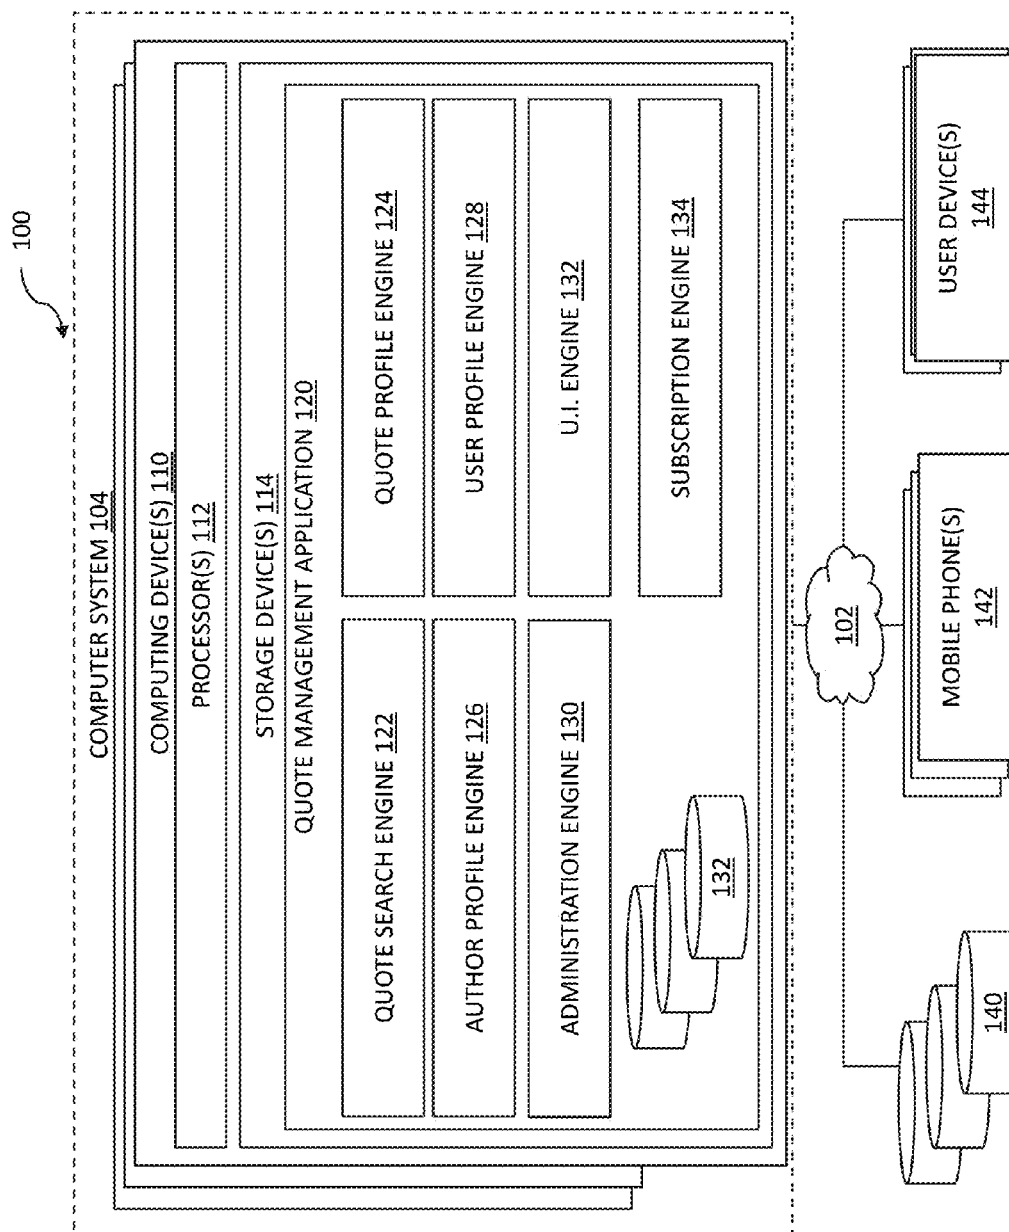 100
COMPUTER SYSTEM 104
COMPUTING DEVICE(S) 110
PROCESSOR(S) 112
STORAGE DEVICE(S) 114
QUOTE MANAGEMENT APPLICATION 120
QUOTE SEARCH ENGINE 122
QUOTE PROFILE ENGINE 124
AUTHOR PROFILE ENGINE 126
USER PROFILE ENGINE 128
ADMINISTRATION ENGINE 130
U.I. ENGINE 132
132
SUBSCRIPTION ENGINE 134
102
140
MOBILE PHONE(S)
142
USER DEVICE(S)
144